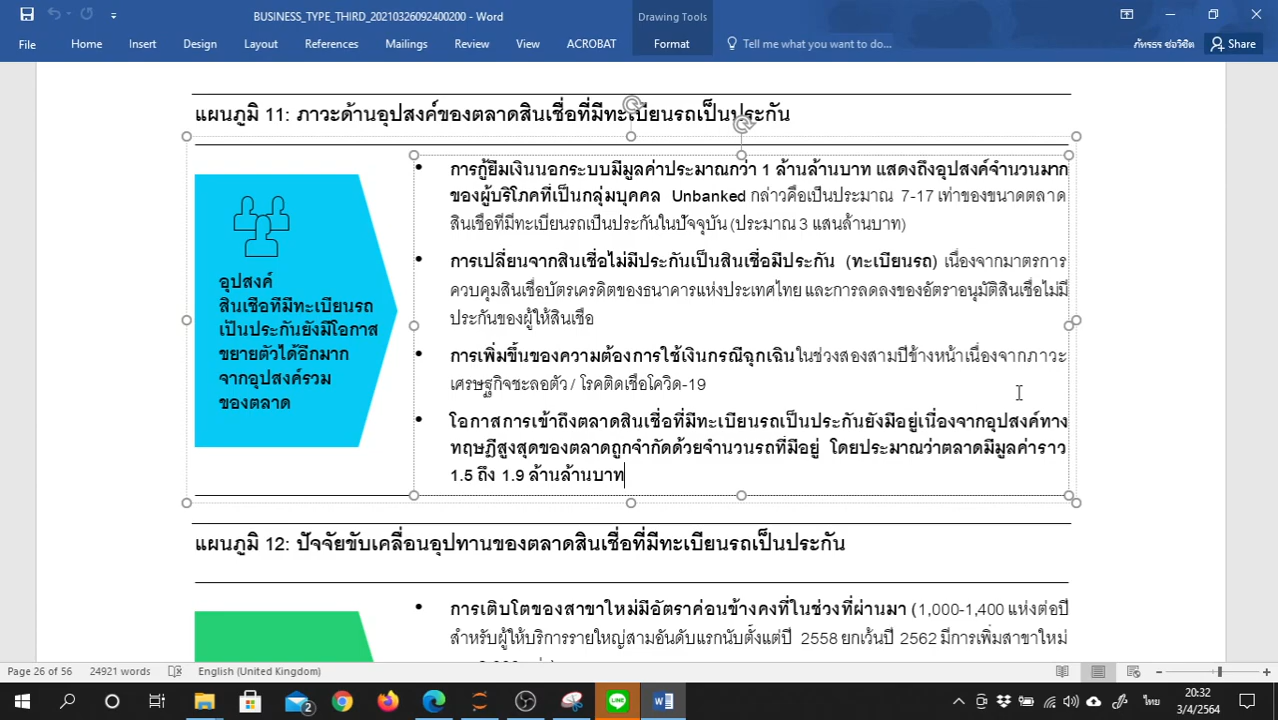 BUSINESS_TYPE_THIRD_20210326092400200 - Word
Drawing Tools
File Home Insert Design Layout References Mailings Review View ACROBAT Format Tell me what you want to do... ภัทรธร ช่อวิชิต Share
แผนภูมิ 11: ภาวะด้านอุปสงค์ของตลาดสินเชื่อที่มีทะเบียนรถเป็นประกัน
อุปสงค์
สินเชื่อที่มีทะเบียนรถ
เป็นประกันยังมีโอกาส
ขยายตัวได้อีกมาก
จากอุปสงค์รวม
ของตลาด
• การกู้ยืมเงินนอกระบบมีมูลค่าประมาณกว่า 1 ล้านล้านบาท แสดงถึงอุปสงค์จำนวนมาก
ของผู้บริโภคที่เป็นกลุ่มบุคคล Unbanked กล่าวคือเป็นประมาณ 7-17 เท่าของขนาดตลาด
สินเชื่อที่มีทะเบียนรถเป็นประกันในปัจจุบัน (ประมาณ 3 แสนล้านบาท)
• การเปลี่ยนจากสินเชื่อไม่มีประกันเป็นสินเชื่อมีประกัน (ทะเบียนรถ) เนื่องจากมาตรการ
ควบคุมสินเชื่อบัตรเครดิตของธนาคารแห่งประเทศไทย และการลดลงของอัตราอนุมัติสินเชื่อไม่มี
ประกันของผู้ให้สินเชื่อ
• การเพิ่มขึ้นของความต้องการใช้เงินกรณีฉุกเฉินในช่วงสองสามปีข้างหน้าเนื่องจากภาวะ
เศรษฐกิจชะลอตัว / โรคติดเชื้อโควิด-19
• โอกาสการเข้าถึงตลาดสินเชื่อที่มีทะเบียนรถเป็นประกันยังมีอยู่เนื่องจากอุปสงค์ทาง
ทฤษฎีสูงสุดของตลาดถูกจำกัดด้วยจำนวนรถที่มีอยู่ โดยประมาณว่าตลาดมีมูลค่าราว
1.5 ถึง 1.9 ล้านล้านบาท
แผนภูมิ 12: ปัจจัยขับเคลื่อนอุปทานของตลาดสินเชื่อที่มีทะเบียนรถเป็นประกัน
• การเติบโตของสาขาใหม่มีอัตราค่อนข้างคงที่ในช่วงที่ผ่านมา (1,000-1,400 แห่งต่อปี
สำหรับผู้ให้บริการรายใหญ่สามอันดับแรกนับตั้งแต่ปี 2558 ยกเว้นปี 2562 มีการเพิ่มสาขาใหม่
Page 26 of 56 24921 words English (United Kingdom)
2 ไทย 20:32
3/4/2564